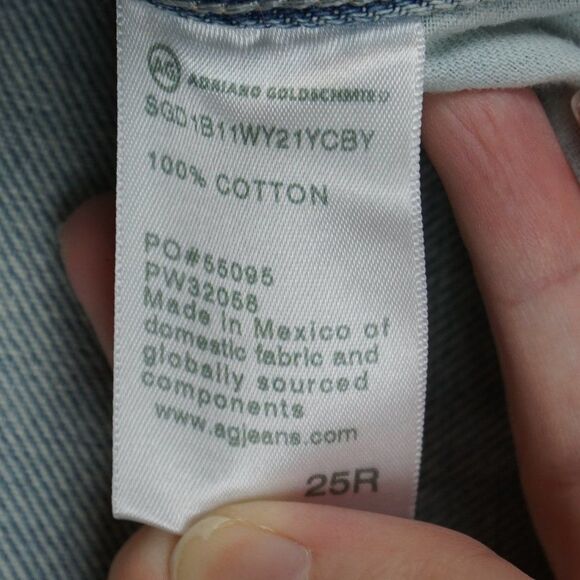 AG ADRIANO GOLDSCHMIED
SGD1B11WY21YCBY
100% COTTON
PO#55095
PW32058
Made in Mexico of
domestic fabric and
globally sourced
components
www.agjeans.com
25R